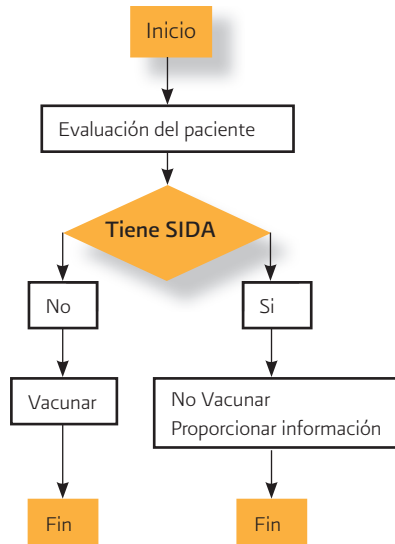 Inicio
Evaluación del paciente
Tiene SIDA
No
Si
Vacunar
No Vacunar
Proporcionar información
Fin
Fin